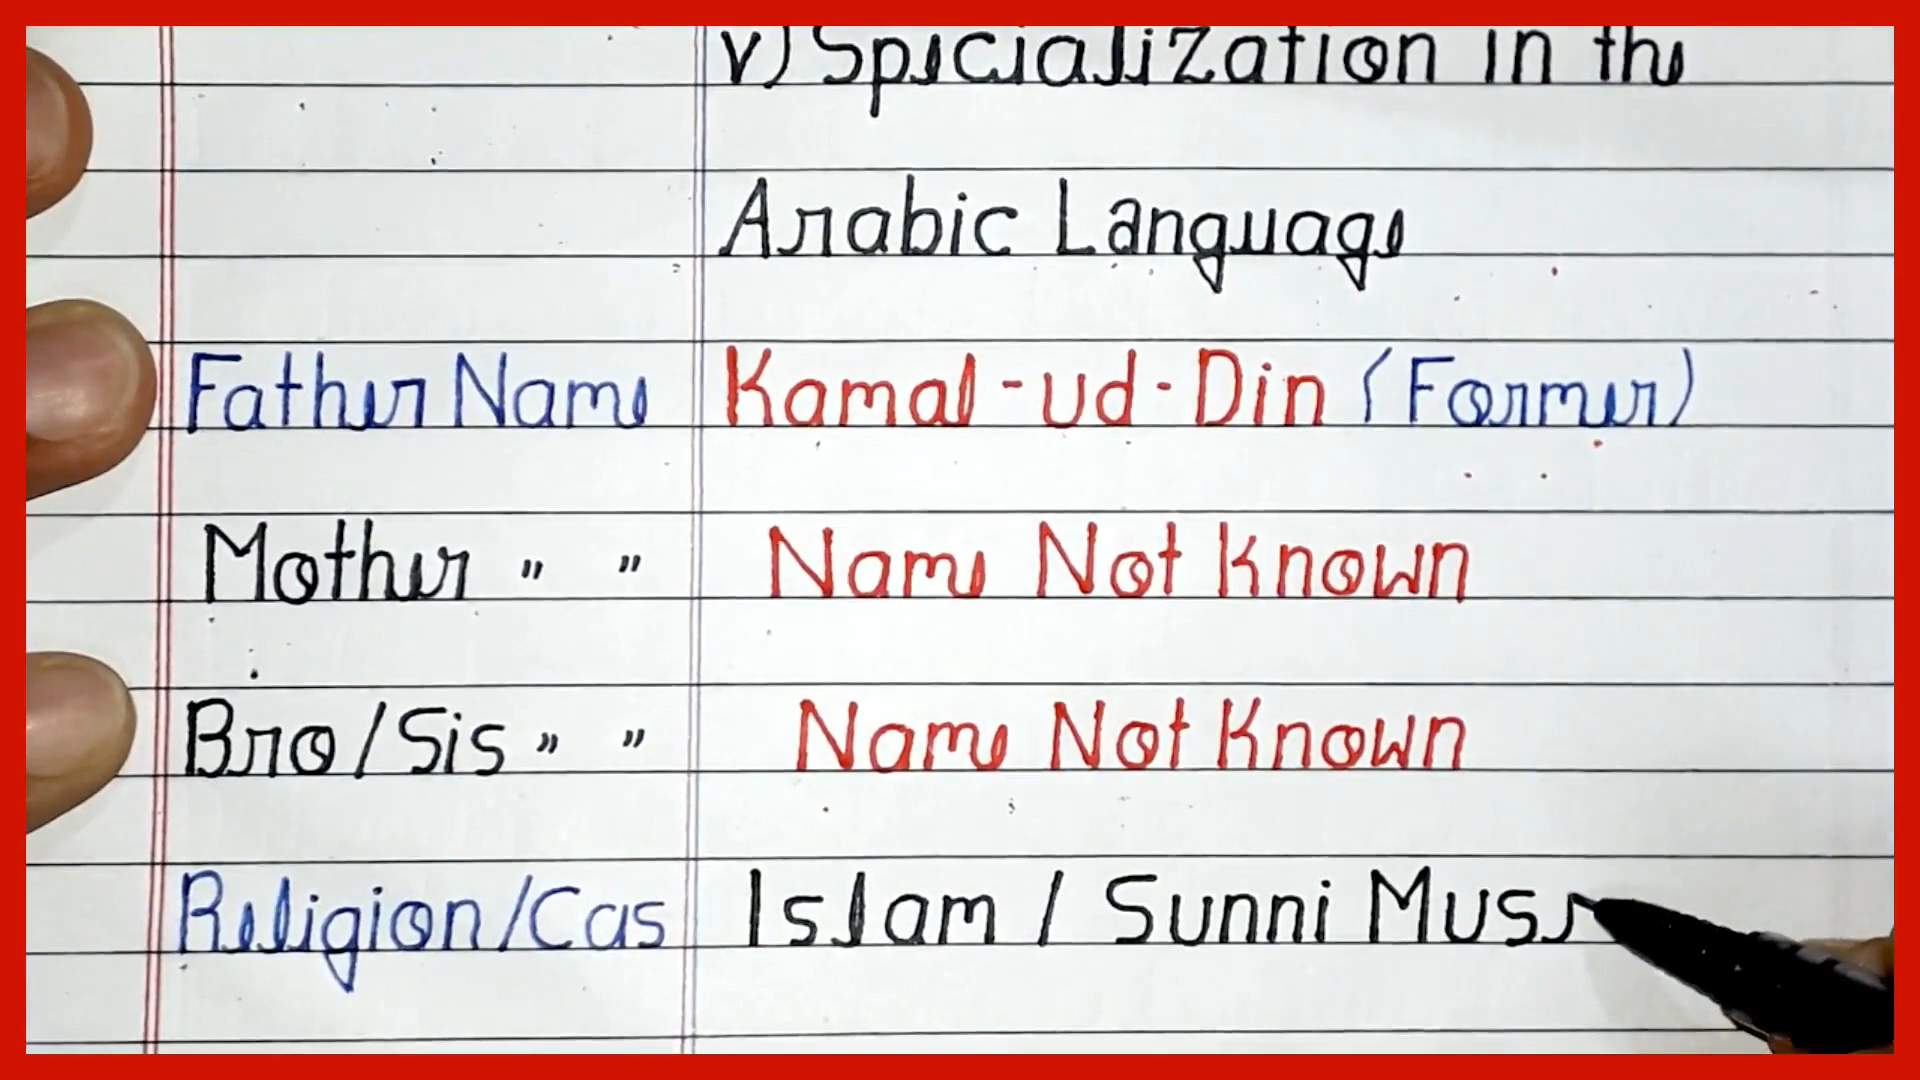 v) Specialization in the
Arabic Language
Father Name Kamal-ud-Din (Former)
Mother " " Name Not Known
Bro/Sis " " Name Not Known
Religion/Cas Islam / Sunni Mus